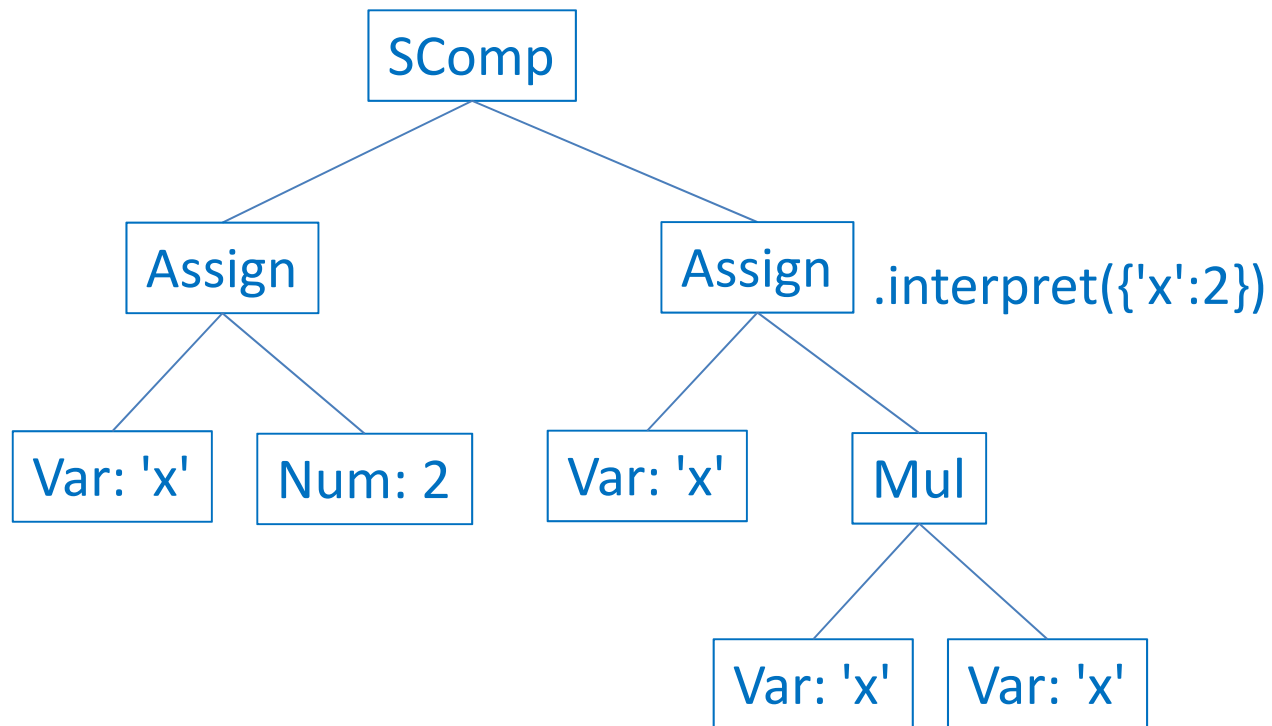 SComp
Assign
Assign
.interpret({'x':2})
Var: 'x'
Num: 2
Var: 'x'
Mul
Var: 'x'
Var: 'x'